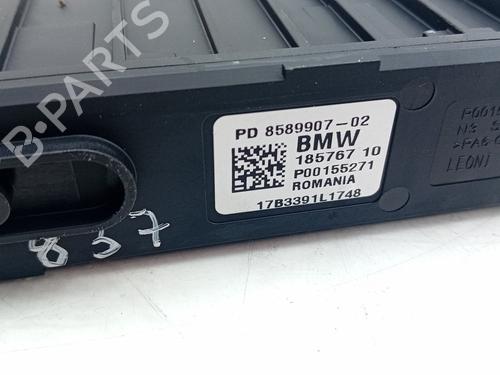 B-PARTS
PD 8589907-02
BMW
185767 10
P00155271
ROMANIA
17B3391L1748
LEONI
837